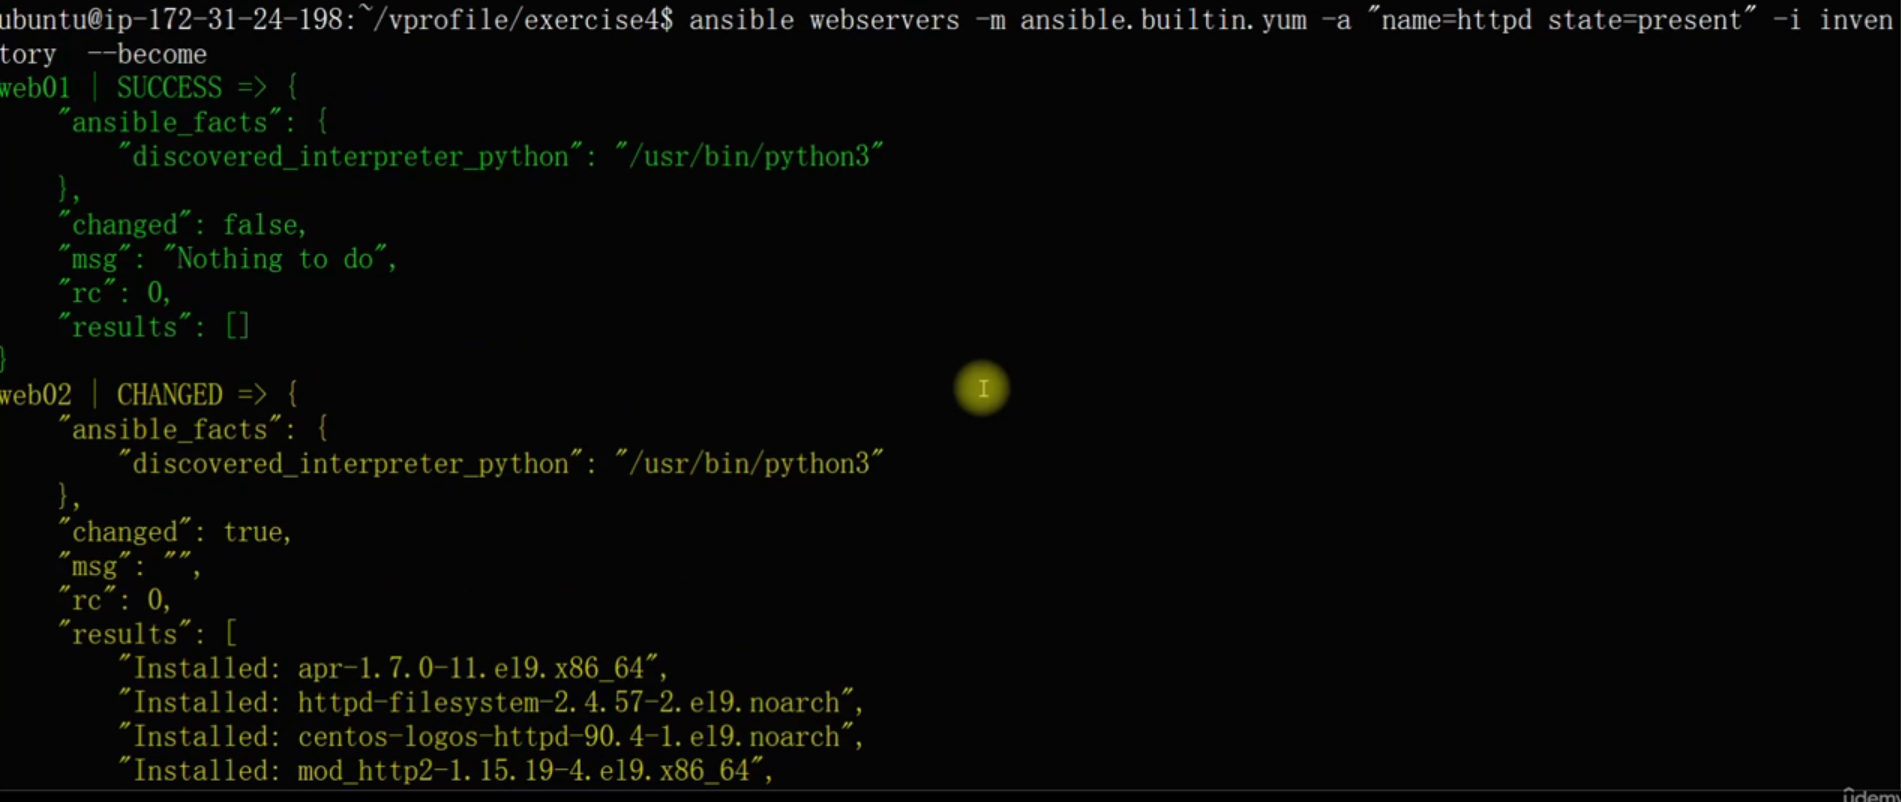 ubuntu@ip-172-31-24-198:~/vprofile/exercise4$ ansible webservers -m ansible.builtin.yum -a "name=httpd state=present" -i inven
tory  --become
web01 | SUCCESS => {
    "ansible_facts": {
        "discovered_interpreter_python": "/usr/bin/python3"
    },
    "changed": false,
    "msg": "Nothing to do",
    "rc": 0,
    "results": []
}
web02 | CHANGED => {
    "ansible_facts": {
        "discovered_interpreter_python": "/usr/bin/python3"
    },
    "changed": true,
    "msg": "",
    "rc": 0,
    "results": [
        "Installed: apr-1.7.0-11.el9.x86_64",
        "Installed: httpd-filesystem-2.4.57-2.el9.noarch",
        "Installed: centos-logos-httpd-90.4-1.el9.noarch",
        "Installed: mod_http2-1.15.19-4.el9.x86_64",
ûdemy